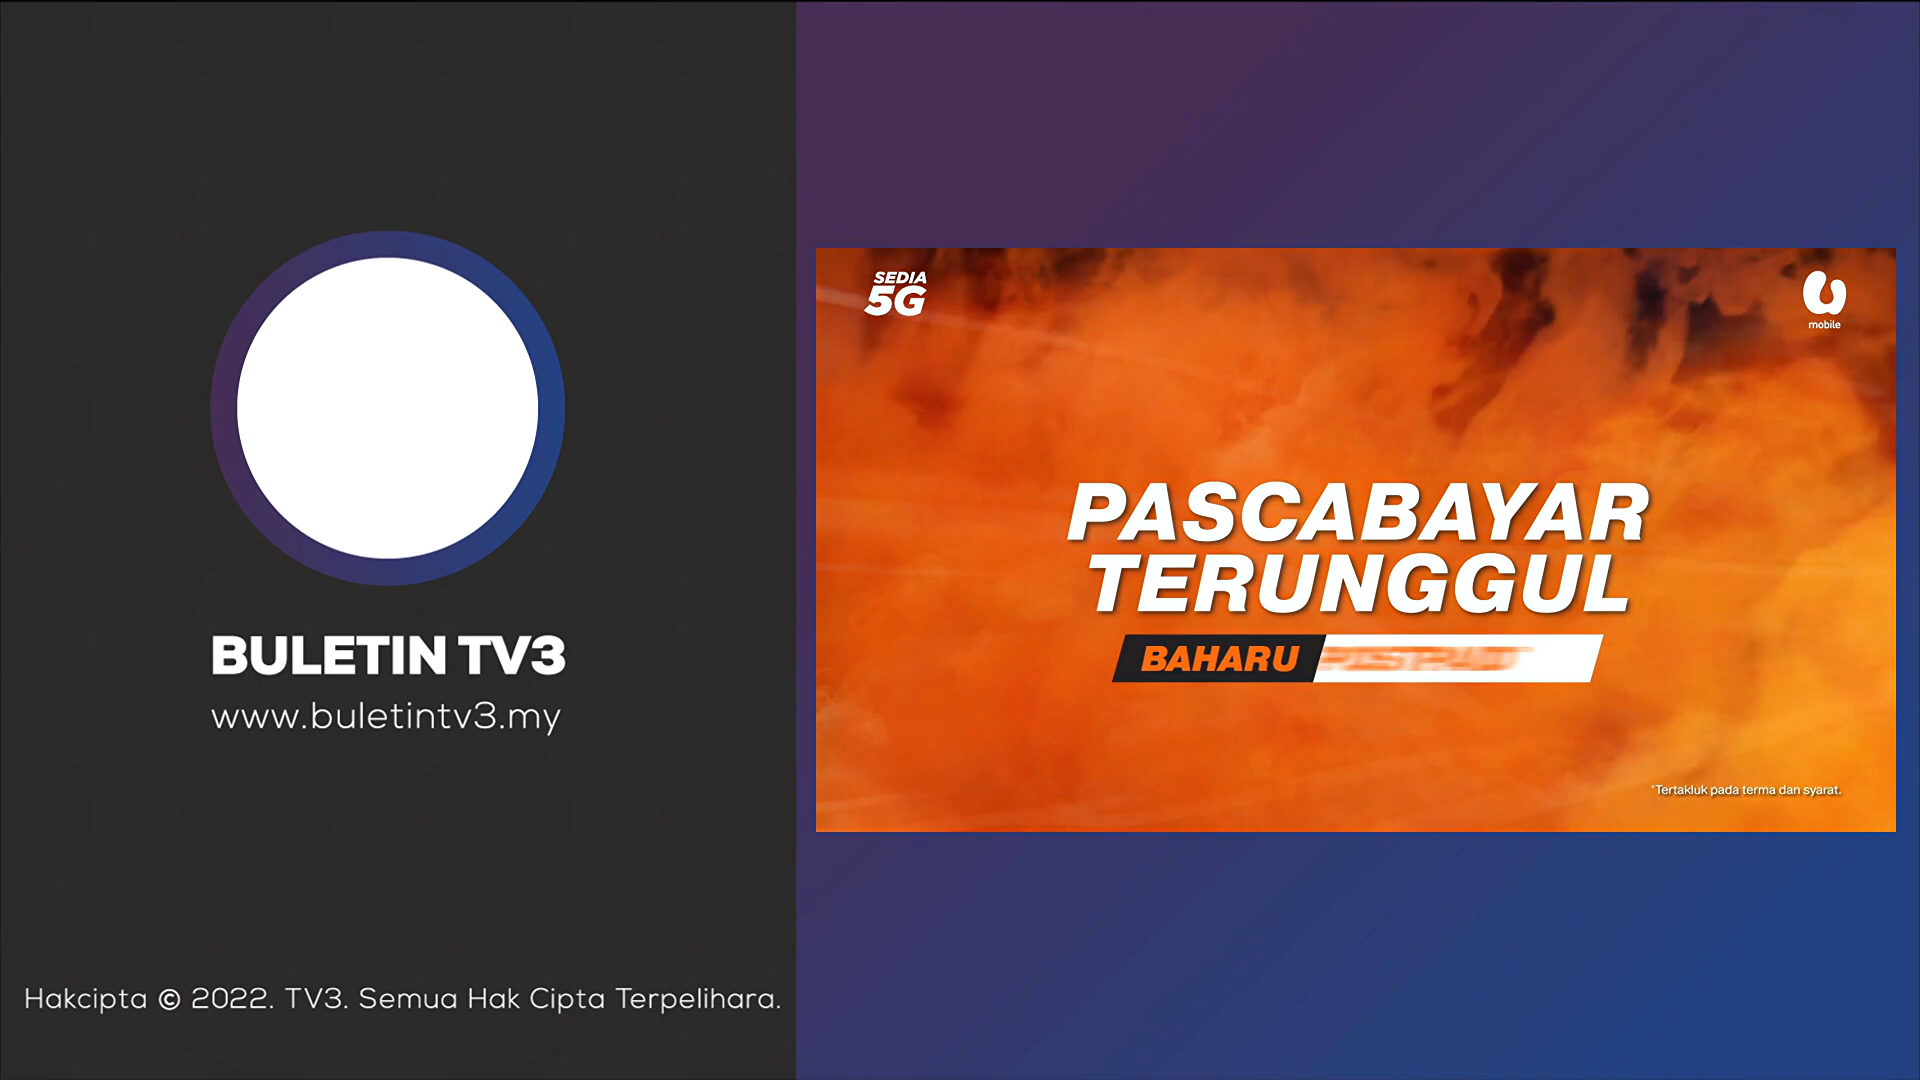 BULETIN TV3
www.buletintv3.my
Hakcipta © 2022. TV3. Semua Hak Cipta Terpelihara.
SEDIA
5G
mobile
PASCABAYAR
TERUNGGUL
BAHARU
*Tertakluk pada terma dan syarat.